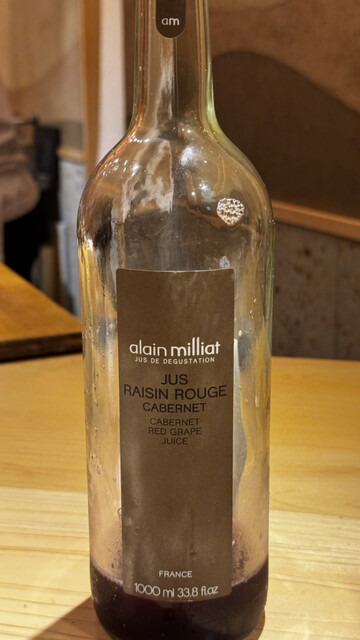 am
alain milliat
JUS DE DEGUSTATION
JUS
RAISIN ROUGE
CABERNET
CABERNET
RED GRAPE
JUICE
FRANCE
1000 ml 33.8 fl.oz